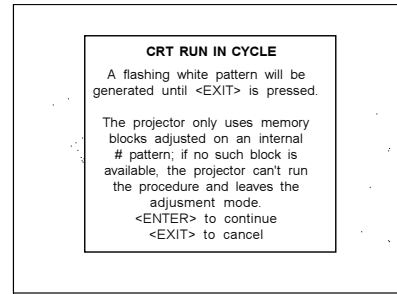 CRT RUN IN CYCLE
A flashing white pattern will be
generated until <EXIT> is pressed.
The projector only uses memory
blocks adjusted on an internal
# pattern; if no such block is
available, the projector can't run
the procedure and leaves the
adjusment mode.
<ENTER> to continue
<EXIT> to cancel